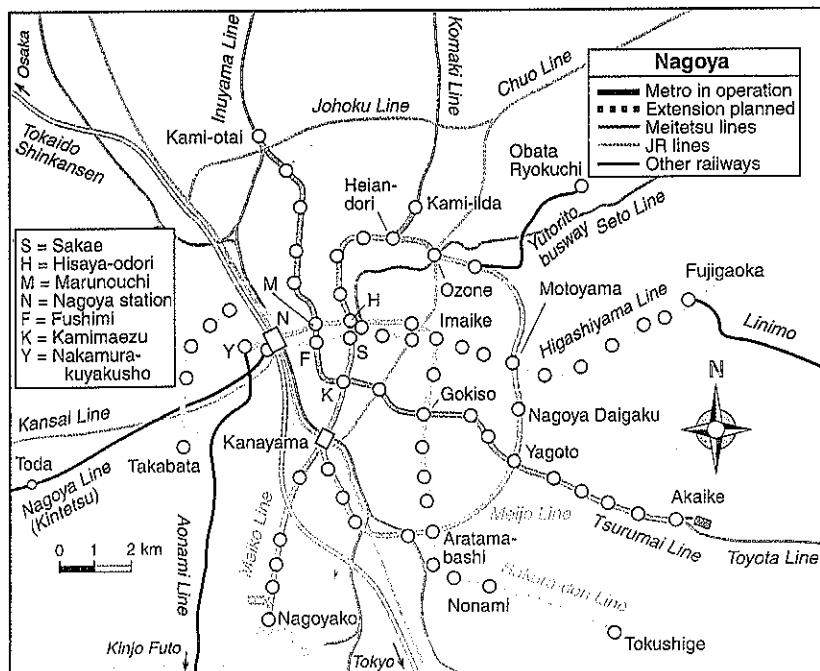 Osaka
Tokaido
Shinkansen
Inuyama Line
Komaki Line
Chuo Line
Johoku Line
Kami-otai
Nagoya
Metro in operation
Extension planned
Meitetsu lines
JR lines
Other railways
Heian-
dori
Kami-iida
Obata
Ryokuchi
Yutorito
busway
Seto Line
S = Sakae
H = Hisaya-odori
M = Marunouchi
N = Nagoya station
F = Fushimi
K = Kamimaezu
Y = Nakamura-
kuyakusho
Ozone
Motoyama
Fujigaoka
Higashiyama Line
Linimo
N
M
H
Imaike
Y
F
S
K
Gokiso
Nagoya Daigaku
N
Kansai Line
Kanayama
Yagoto
Toda
Takabata
Nagoya Line
(Kintetsu)
Akaike
Aonami Line
Meiko Line
Meijo Line
Tsurumai Line
Toyota Line
0 1 2 km
Aratama-
bashi
Nonami
Sakura-dori Line
Nagoyako
Tokushige
Kinjo Futo
Tokyo